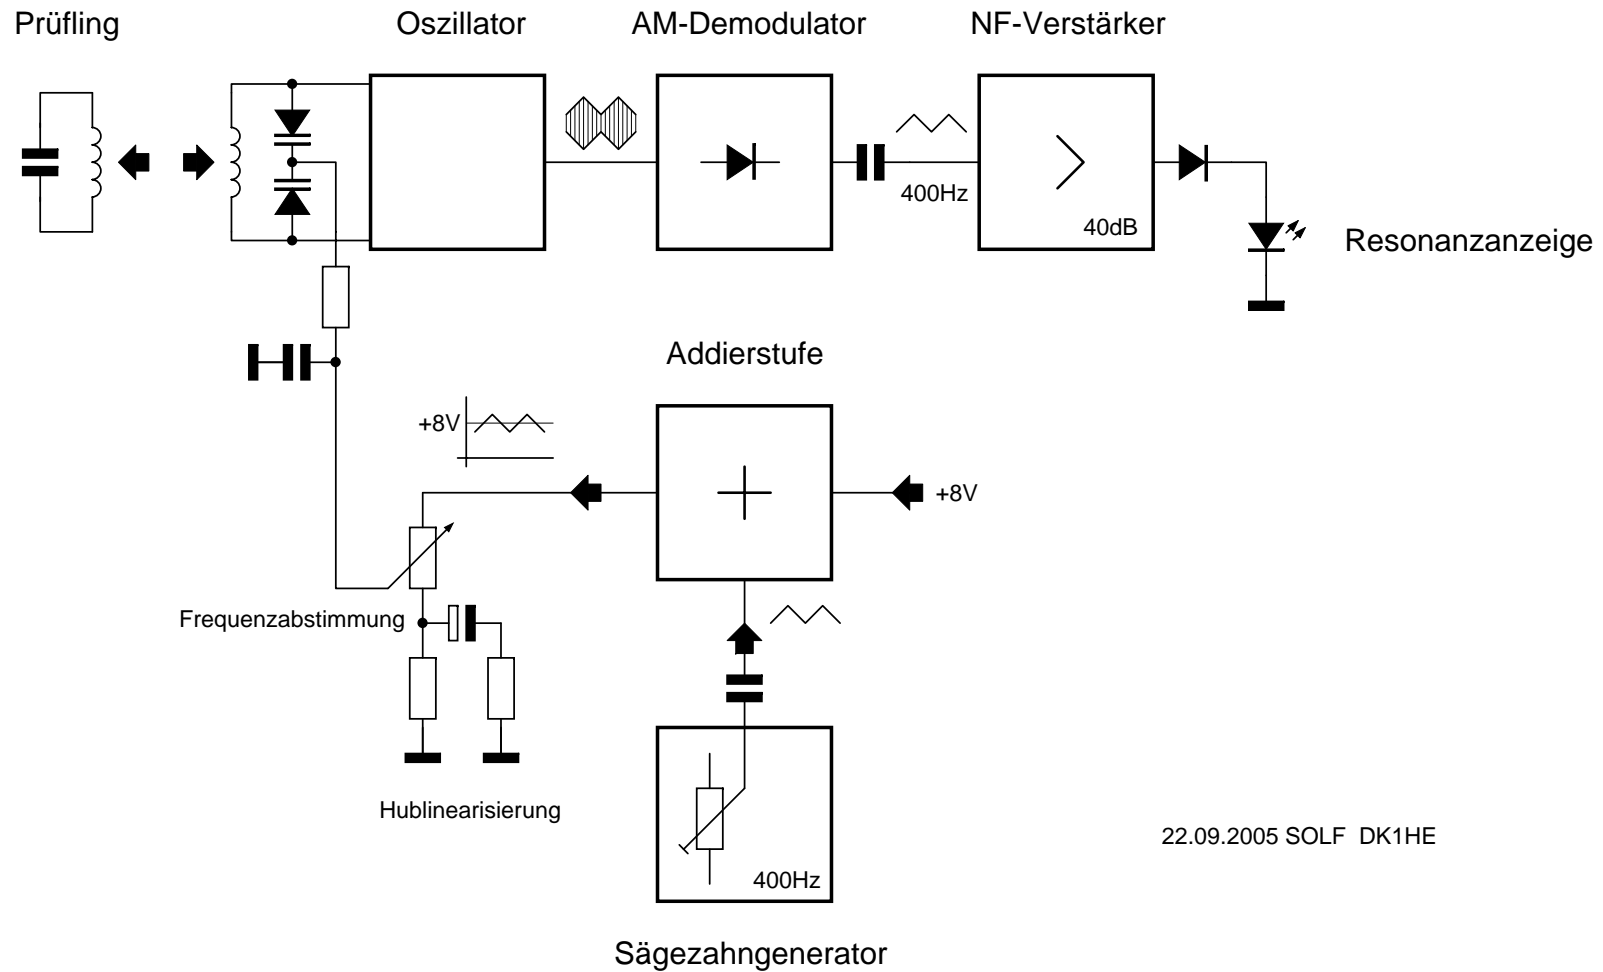 Prüfling
Oszillator
AM-Demodulator
NF-Verstärker
400Hz
40dB
Resonanzanzeige
Addierstufe
+8V
+8V
Frequenzabstimmung
Hublinearisierung
400Hz
22.09.2005 SOLF DK1HE
Sägezahngenerator